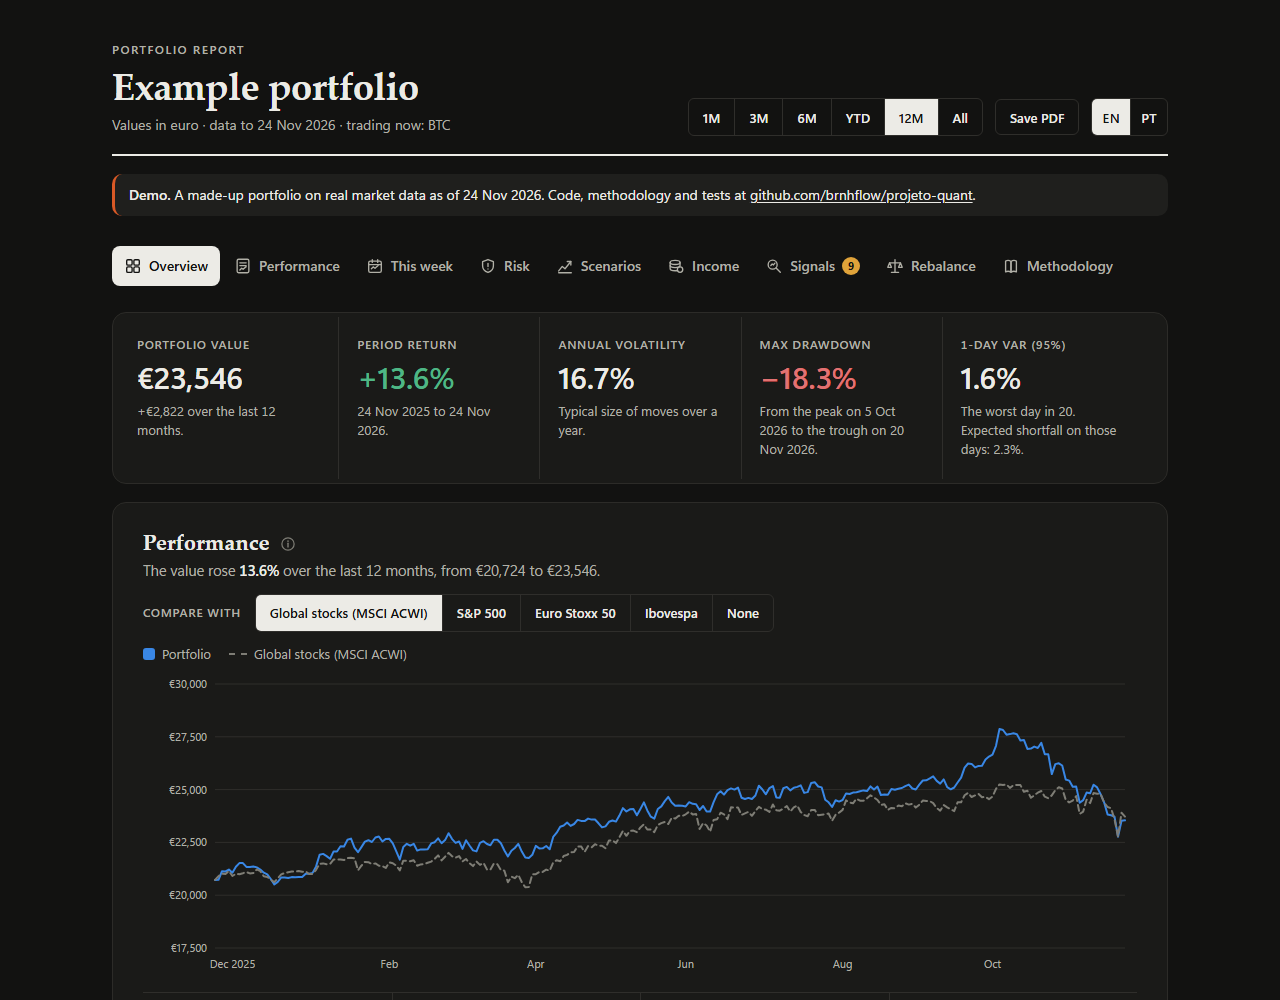 PORTFOLIO REPORT
Example portfolio
Values in euro · data to 24 Nov 2026 · trading now: BTC
1M 3M 6M YTD 12M All Save PDF EN PT
Demo. A made-up portfolio on real market data as of 24 Nov 2026. Code, methodology and tests at github.com/brnhflow/projeto-quant.
Overview Performance This week Risk Scenarios Income Signals 9 Rebalance Methodology
PORTFOLIO VALUE
€23,546
+€2,822 over the last 12
months.
PERIOD RETURN
+13.6%
24 Nov 2025 to 24 Nov
2026.
ANNUAL VOLATILITY
16.7%
Typical size of moves over a
year.
MAX DRAWDOWN
−18.3%
From the peak on 5 Oct
2026 to the trough on 20
Nov 2026.
1-DAY VAR (95%)
1.6%
The worst day in 20.
Expected shortfall on those
days: 2.3%.
Performance
The value rose 13.6% over the last 12 months, from €20,724 to €23,546.
COMPARE WITH Global stocks (MSCI ACWI) S&P 500 Euro Stoxx 50 Ibovespa None
Portfolio Global stocks (MSCI ACWI)
€30,000
€27,500
€25,000
€22,500
€20,000
€17,500
Dec 2025 Feb Apr Jun Aug Oct